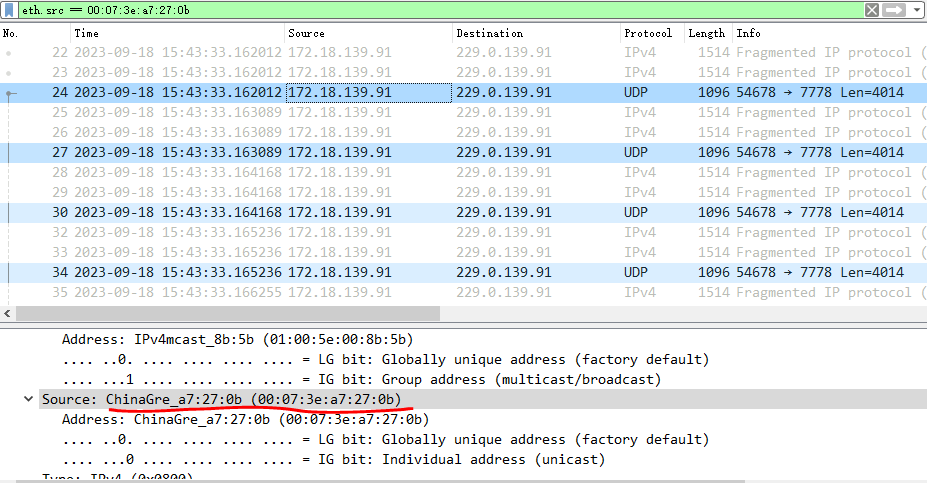 eth.src == 00:07:3e:a7:27:0b
No. Time Source Destination Protocol Length Info
22 2023-09-18 15:43:33.162012 172.18.139.91 229.0.139.91 IPv4 1514 Fragmented IP protocol (
23 2023-09-18 15:43:33.162012 172.18.139.91 229.0.139.91 IPv4 1514 Fragmented IP protocol (
24 2023-09-18 15:43:33.162012 172.18.139.91 229.0.139.91 UDP 1096 54678 → 7778 Len=4014
25 2023-09-18 15:43:33.163089 172.18.139.91 229.0.139.91 IPv4 1514 Fragmented IP protocol (
26 2023-09-18 15:43:33.163089 172.18.139.91 229.0.139.91 IPv4 1514 Fragmented IP protocol (
27 2023-09-18 15:43:33.163089 172.18.139.91 229.0.139.91 UDP 1096 54678 → 7778 Len=4014
28 2023-09-18 15:43:33.164168 172.18.139.91 229.0.139.91 IPv4 1514 Fragmented IP protocol (
29 2023-09-18 15:43:33.164168 172.18.139.91 229.0.139.91 IPv4 1514 Fragmented IP protocol (
30 2023-09-18 15:43:33.164168 172.18.139.91 229.0.139.91 UDP 1096 54678 → 7778 Len=4014
32 2023-09-18 15:43:33.165236 172.18.139.91 229.0.139.91 IPv4 1514 Fragmented IP protocol (
33 2023-09-18 15:43:33.165236 172.18.139.91 229.0.139.91 IPv4 1514 Fragmented IP protocol (
34 2023-09-18 15:43:33.165236 172.18.139.91 229.0.139.91 UDP 1096 54678 → 7778 Len=4014
35 2023-09-18 15:43:33.166255 172.18.139.91 229.0.139.91 IPv4 1514 Fragmented IP protocol (
Address: IPv4mcast_8b:5b (01:00:5e:00:8b:5b)
.... ..0. .... .... .... .... = LG bit: Globally unique address (factory default)
.... ...1 .... .... .... .... = IG bit: Group address (multicast/broadcast)
Source: ChinaGre_a7:27:0b (00:07:3e:a7:27:0b)
Address: ChinaGre_a7:27:0b (00:07:3e:a7:27:0b)
.... ..0. .... .... .... .... = LG bit: Globally unique address (factory default)
.... ...0 .... .... .... .... = IG bit: Individual address (unicast)
Type: IPv4 (0x0800)